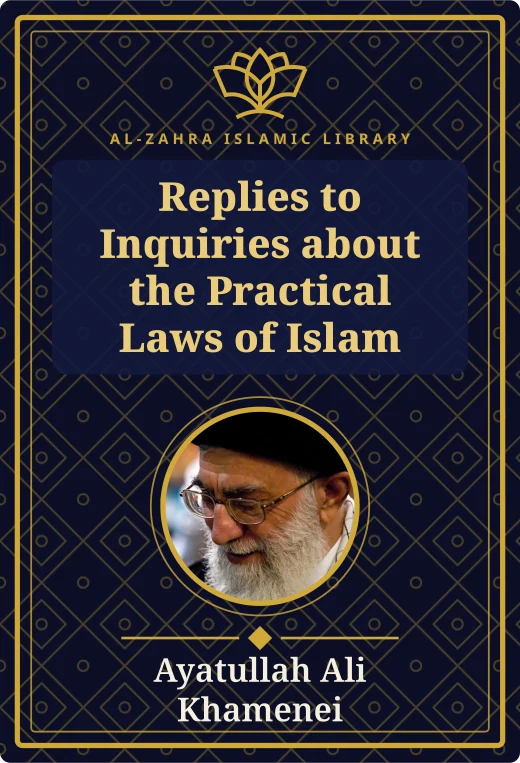 AL-ZAHRA ISLAMIC LIBRARY
Replies to
Inquiries about
the Practical
Laws of Islam
Ayatullah Ali
Khamenei